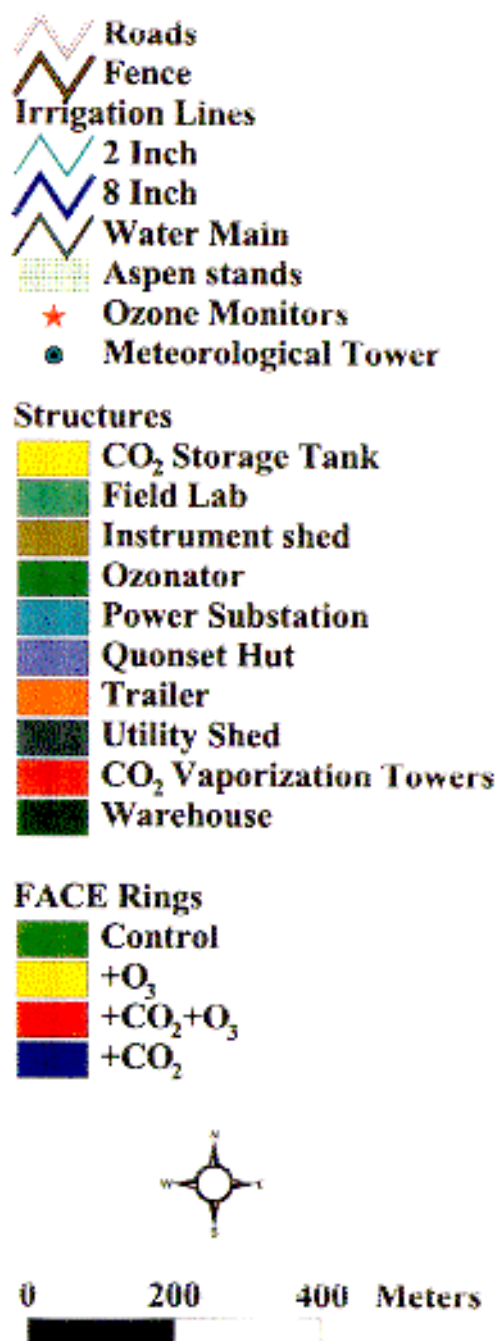 Roads
Fence
Irrigation Lines
2 Inch
8 Inch
Water Main
Aspen stands
Ozone Monitors
Meteorological Tower
Structures
CO₂ Storage Tank
Field Lab
Instrument shed
Ozonator
Power Substation
Quonset Hut
Trailer
Utility Shed
CO₂ Vaporization Towers
Warehouse
FACE Rings
Control
+O₃
+CO₂+O₃
+CO₂
N
W E
S
0 200 400 Meters